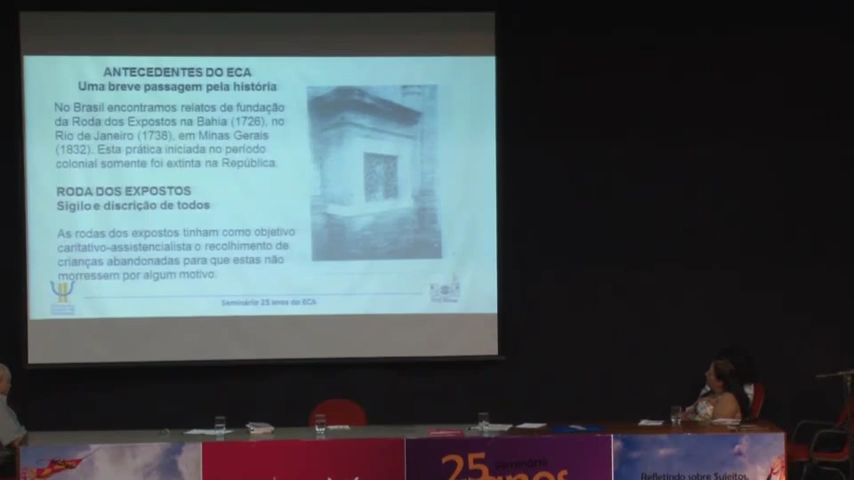 ANTECEDENTES DO ECA
Uma breve passagem pela história
No Brasil encontramos relatos de fundação
da Roda dos Expostos na Bahia (1726), no
Rio de Janeiro (1738), em Minas Gerais
(1832). Esta prática iniciada no período
colonial somente foi extinta na República.
RODA DOS EXPOSTOS
Sigilo e discrição de todos
As rodas dos expostos tinham como objetivo
caritativo-assistencialista o recolhimento de
crianças abandonadas para que estas não
morressem por algum motivo.
Seminário 25 anos do ECA
25 seminário
anos
Refletindo sobre Sujeitos,